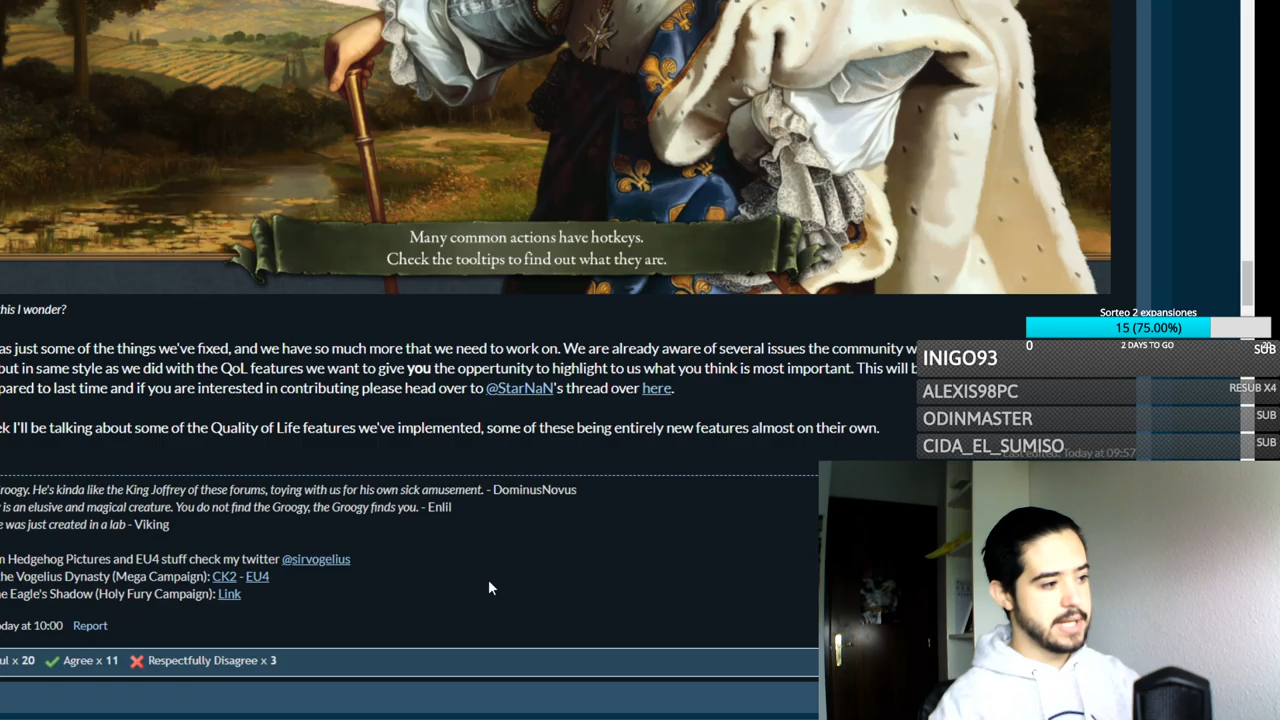 Many common actions have hotkeys.
Check the tooltips to find out what they are.
this I wonder?
Sorteo 2 expansiones
15 (75.00%)
0
2 DAYS TO GO
as just some of the things we've fixed, and we have so much more that we need to work on. We are already aware of several issues the community w
INIGO93 SUB
but in same style as we did with the QoL features we want to give you the opportunity to highlight to us what you think is most important. This will b
pared to last time and if you are interested in contributing please head over to @StarNaN's thread over here.
ALEXIS98PC RESUB X4
ODINMASTER SUB
ek I'll be talking about some of the Quality of Life features we've implemented, some of these being entirely new features almost on their own.
CIDA_EL_SUMISO SUB
Last edited: Today at 09:57
roogy. He's kinda like the King Joffrey of these forums, toying with us for his own sick amusement. - DominusNovus
is an elusive and magical creature. You do not find the Groogy, the Groogy finds you. - Enlil
e was just created in a lab - Viking
m Hedgehog Pictures and EU4 stuff check my twitter @sirvogelius
the Vogelius Dynasty (Mega Campaign): CK2 - EU4
he Eagle's Shadow (Holy Fury Campaign): Link
oday at 10:00 Report
ul x 20 Agree x 11 Respectfully Disagree x 3